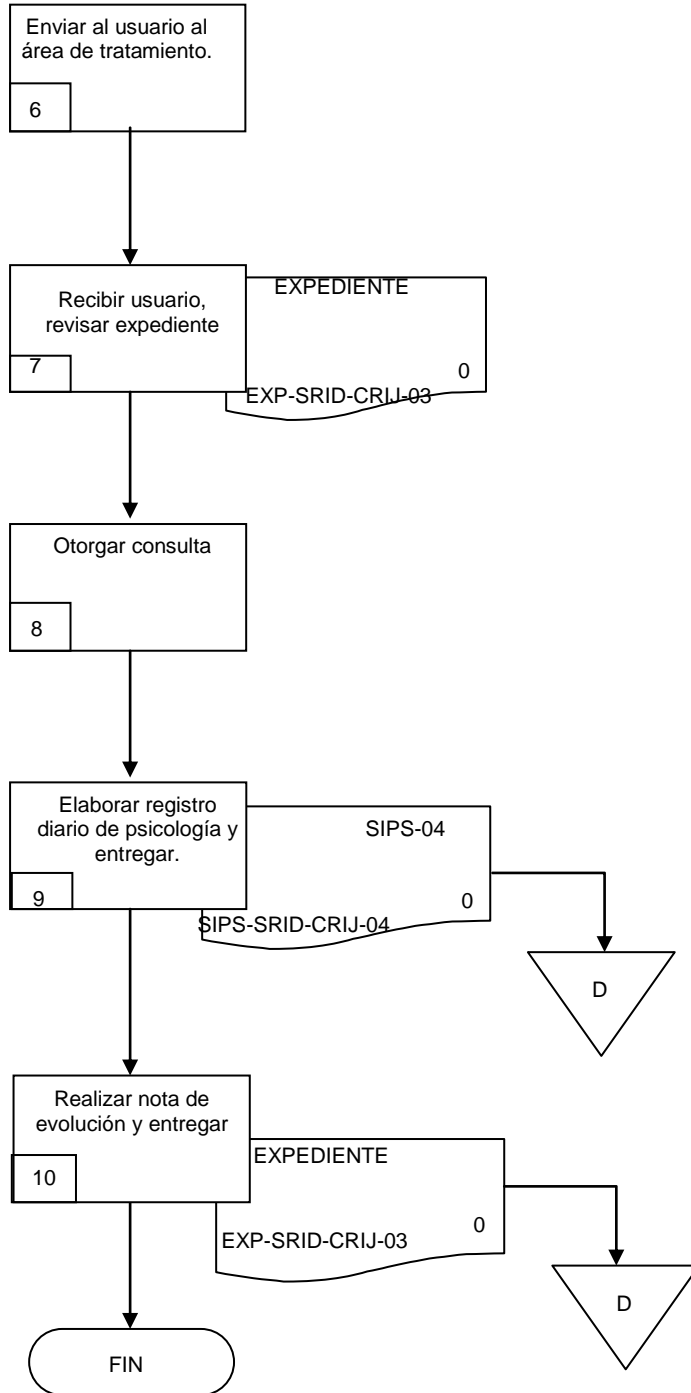 Enviar al usuario al
área de tratamiento.
6
Recibir usuario,
revisar expediente
7
EXPEDIENTE
0
EXP-SRID-CRIJ-03
Otorgar consulta
8
Elaborar registro
diario de psicología y
entregar.
9
SIPS-04
0
SIPS-SRID-CRIJ-04
D
Realizar nota de
evolución y entregar
10
EXPEDIENTE
0
EXP-SRID-CRIJ-03
D
FIN